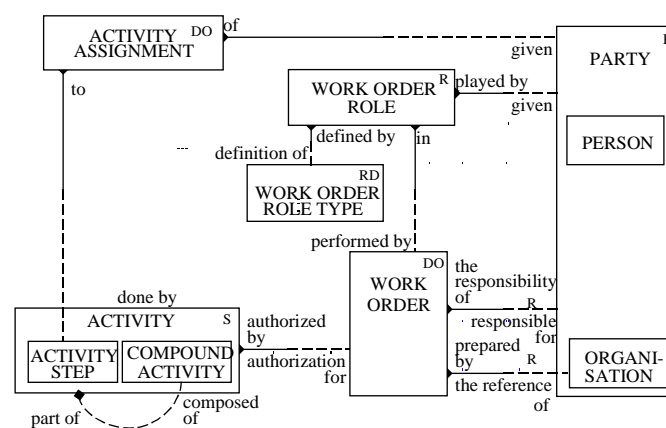 ACTIVITY
ASSIGNMENT
DO
of
given
PARTY
to
WORK ORDER
ROLE
R
played by
given
PERSON
defined by
in
definition of
RD
WORK ORDER
ROLE TYPE
performed by
DO
WORK
ORDER
the
responsibility
of
R
responsible
for
done by
ACTIVITY
S
authorized
by
authorization
for
ACTIVITY
STEP
COMPOUND
ACTIVITY
prepared
by
R
the reference
of
ORGANI-
SATION
part of
composed
of